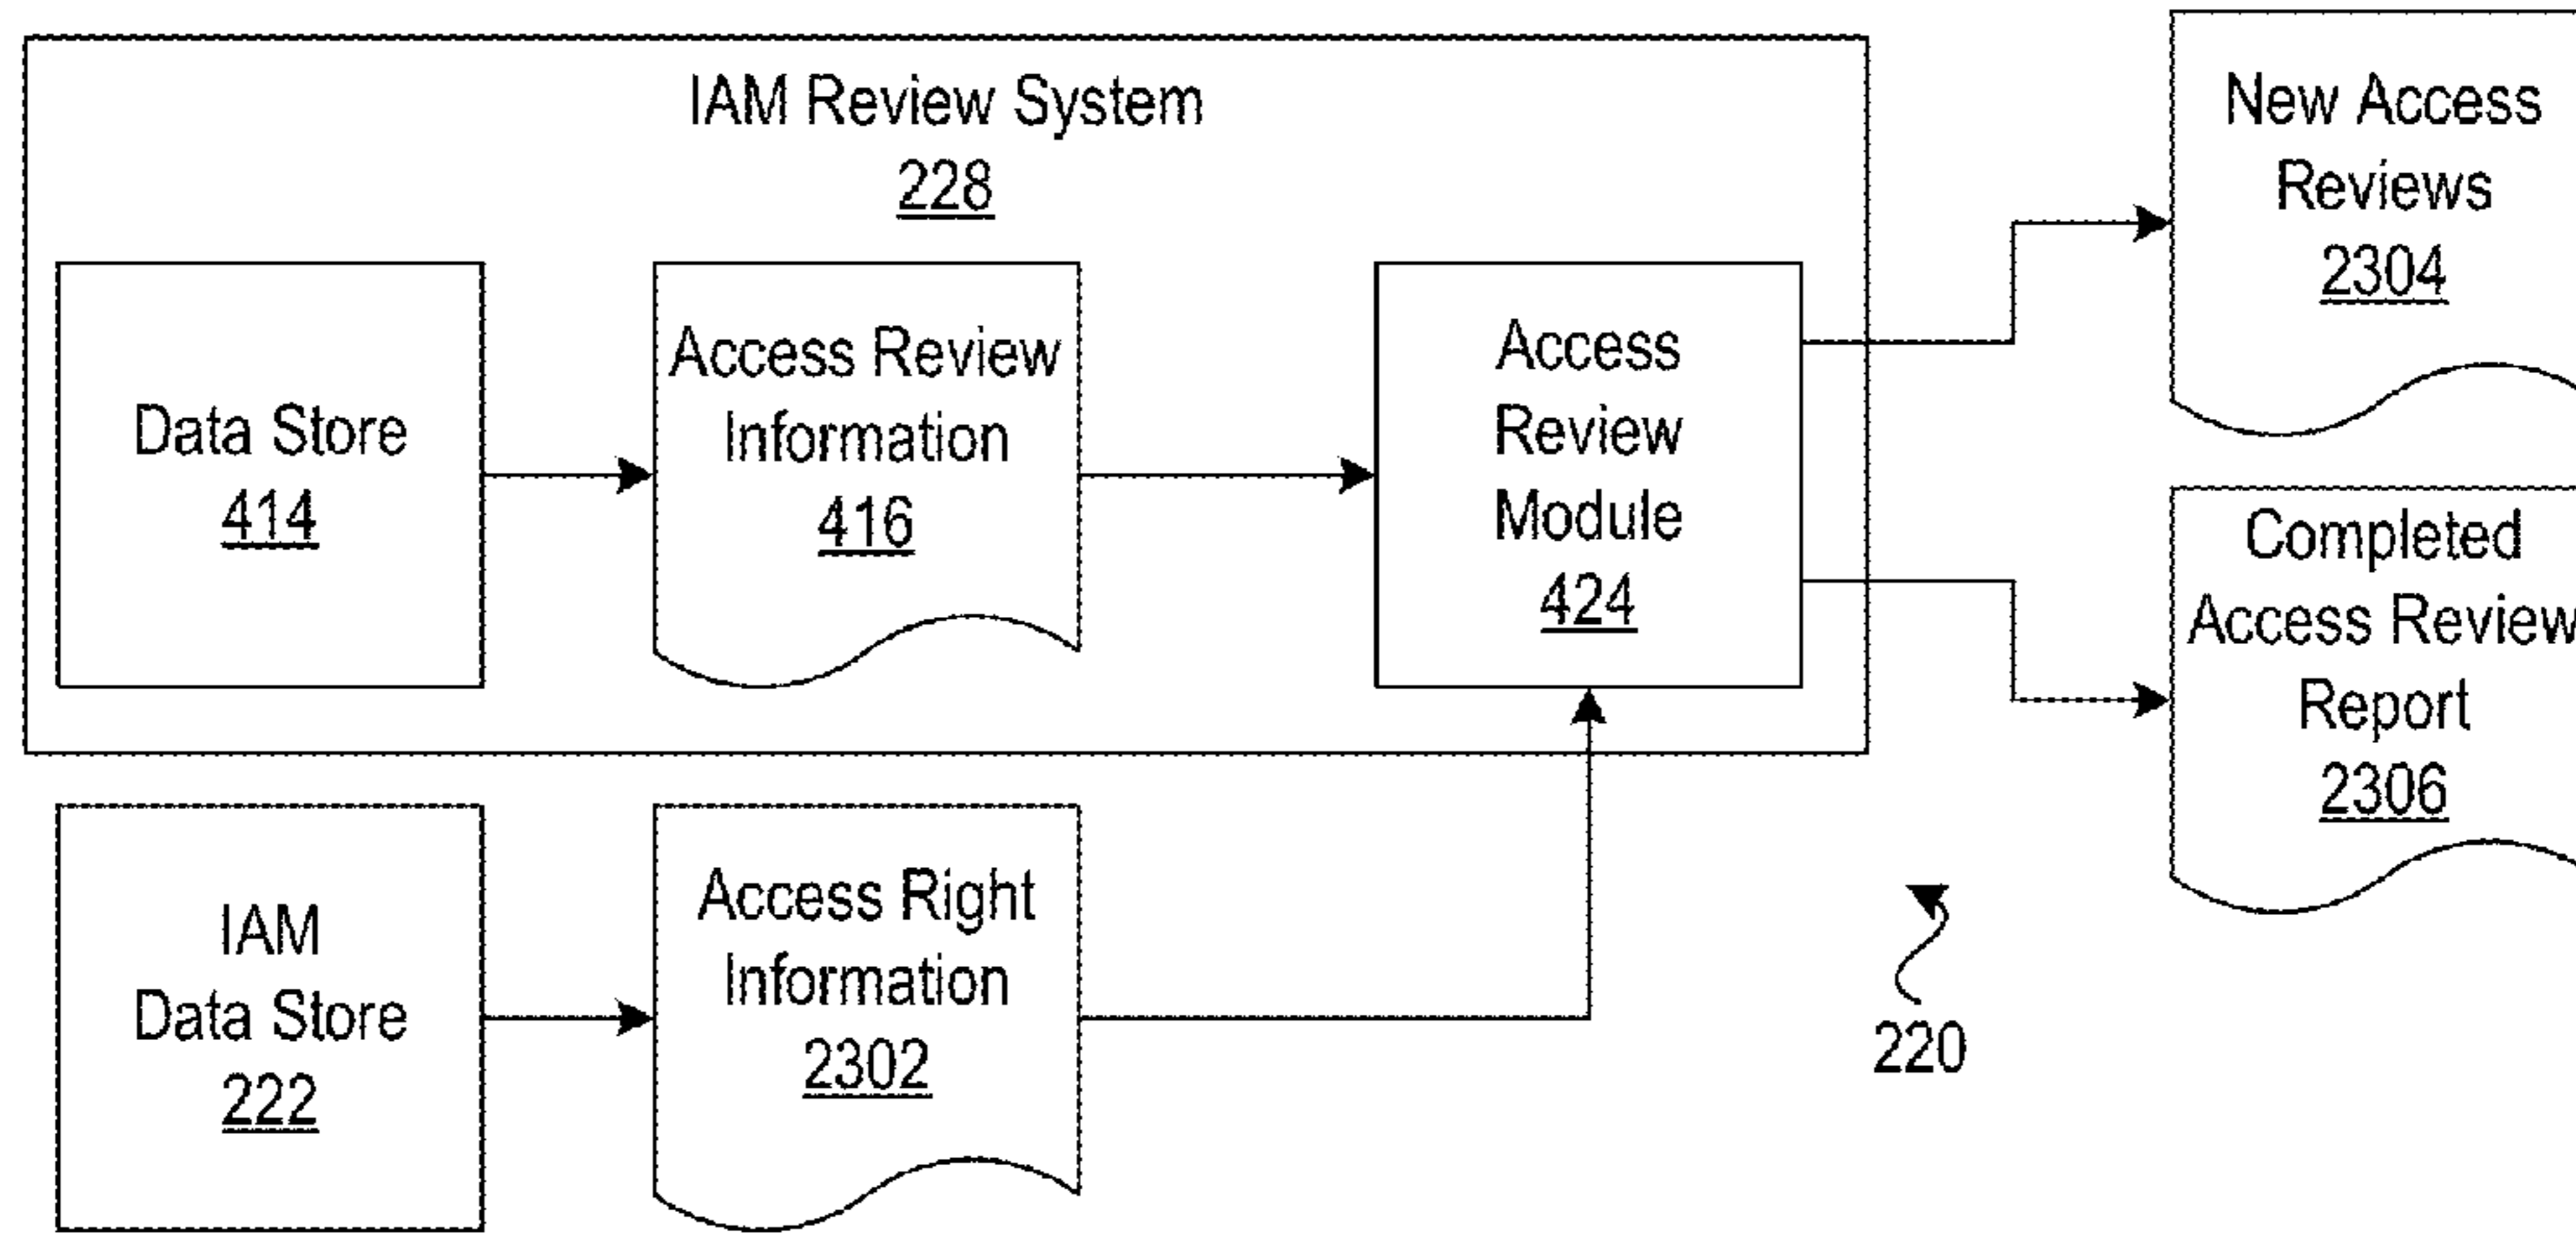 IAM Review System
228
Data Store
414
Access Review
Information
416
Access
Review
Module
424
New Access
Reviews
2304
Completed
Access Review
Report
2306
IAM
Data Store
222
Access Right
Information
2302
220